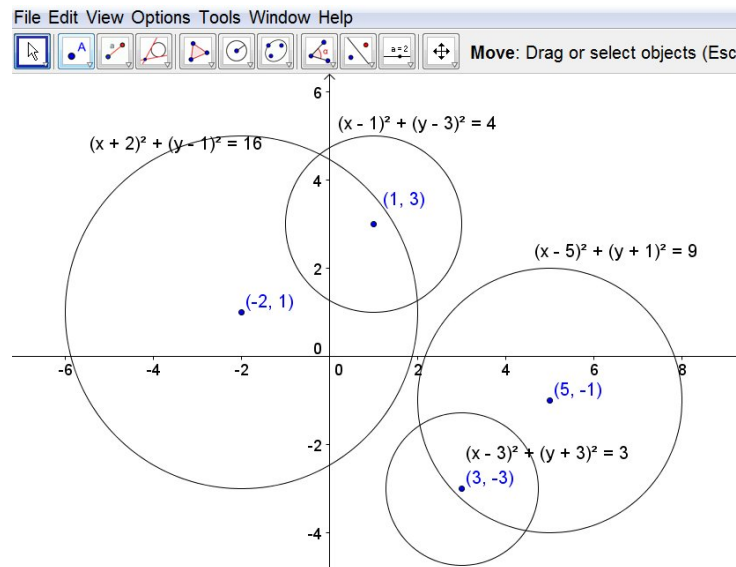 File Edit View Options Tools Window Help
A
a
α
a = 2
Move: Drag or select objects (Esc
6
(x - 1)² + (y - 3)² = 4
(x + 2)² + (y - 1)² = 16
4
(1, 3)
2
(x - 5)² + (y + 1)² = 9
(-2, 1)
0
-6 -4 -2 0 2 4 6 8
(5, -1)
-2
(x - 3)² + (y + 3)² = 3
(3, -3)
-4